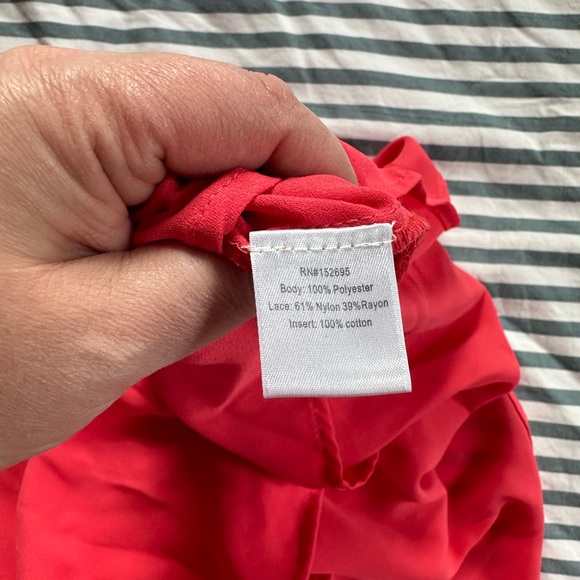 RN#152695
Body: 100% Polyester
Lace: 61% Nylon 39%Rayon
Insert: 100% cotton